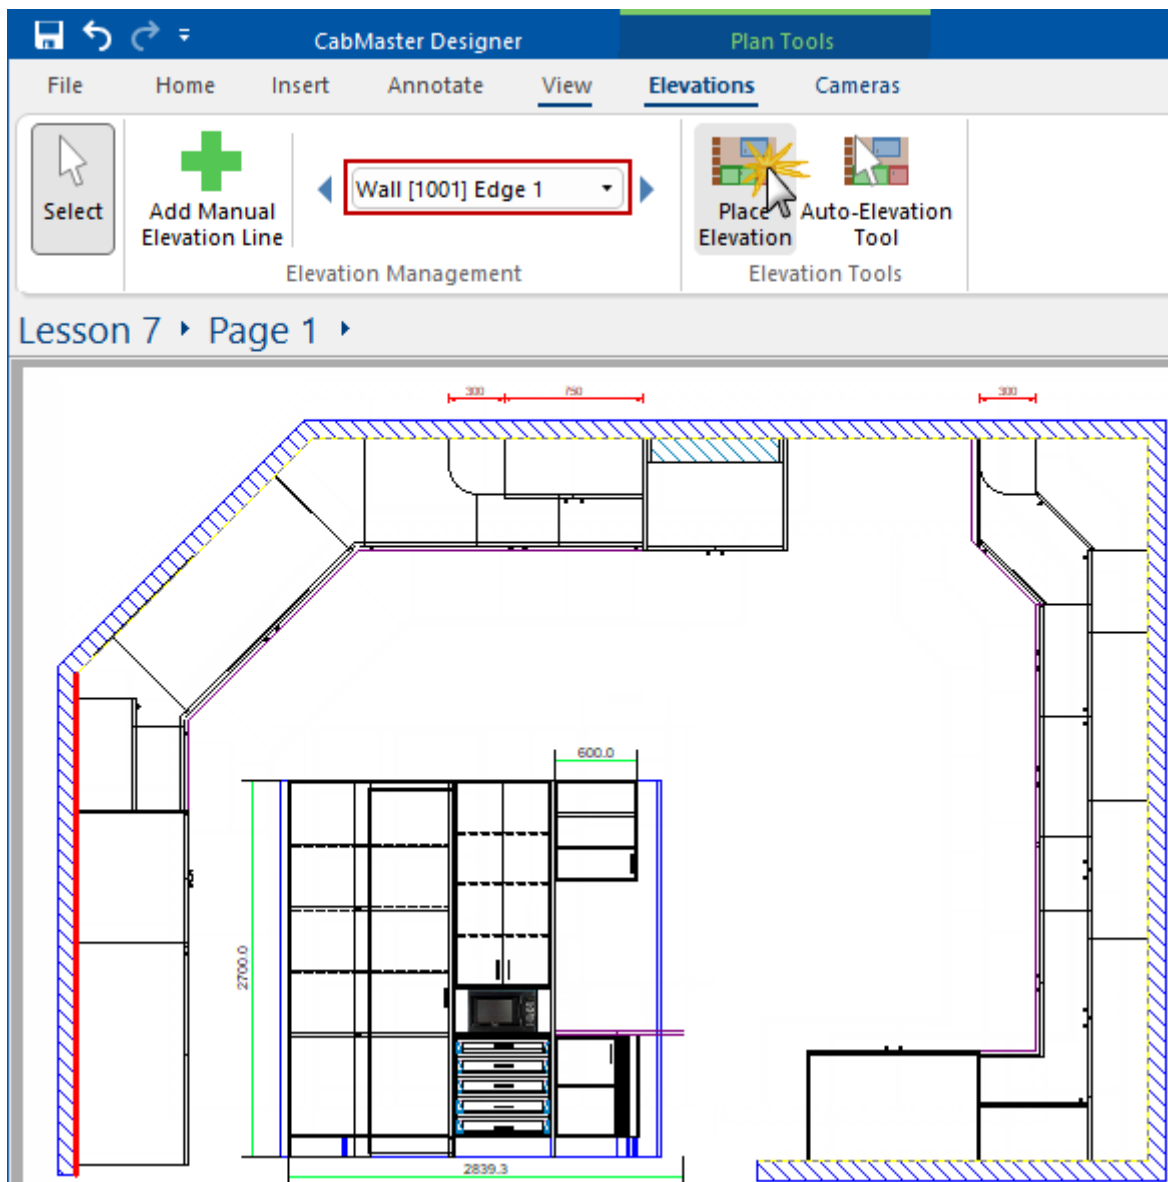 CabMaster Designer Plan Tools
File Home Insert Annotate View Elevations Cameras
Select
Add Manual
Elevation Line
Wall [1001] Edge 1
Place
Elevation
Auto-Elevation
Tool
Elevation Management
Elevation Tools
Lesson 7 Page 1
300 750 300
600.0
2700.0
2839.3